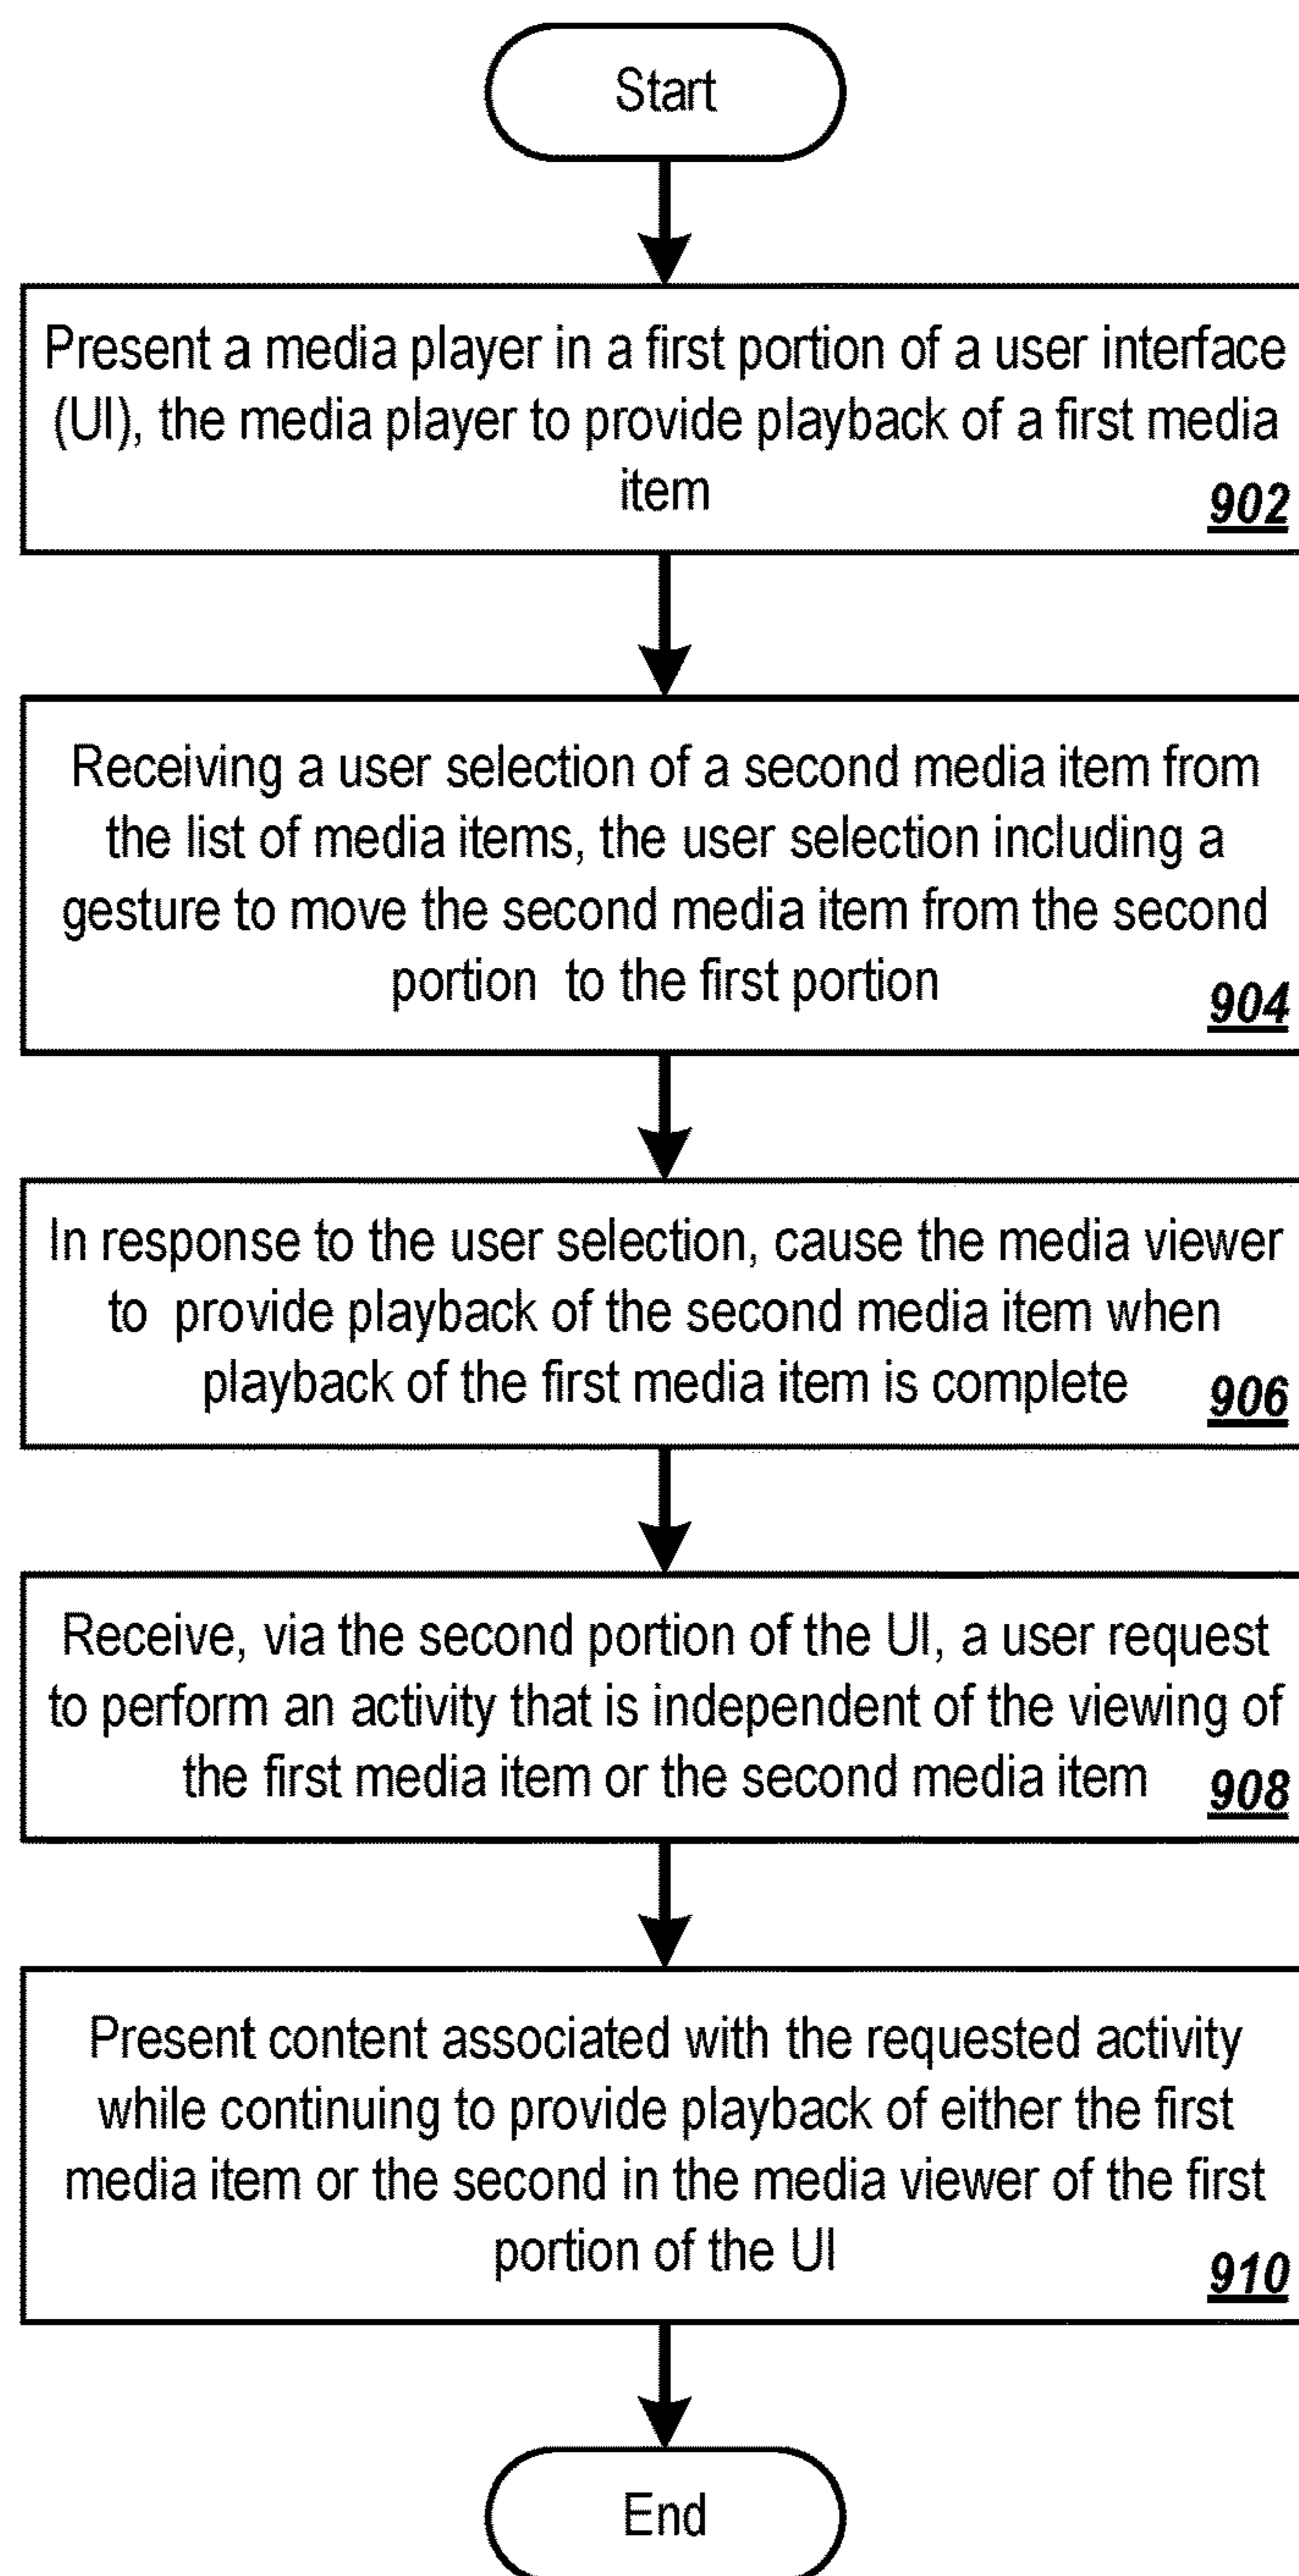 Start
Present a media player in a first portion of a user interface
(UI), the media player to provide playback of a first media
item
902
Receiving a user selection of a second media item from
the list of media items, the user selection including a
gesture to move the second media item from the second
portion to the first portion
904
In response to the user selection, cause the media viewer
to provide playback of the second media item when
playback of the first media item is complete
906
Receive, via the second portion of the UI, a user request
to perform an activity that is independent of the viewing of
the first media item or the second media item
908
Present content associated with the requested activity
while continuing to provide playback of either the first
media item or the second in the media viewer of the first
portion of the UI
910
End